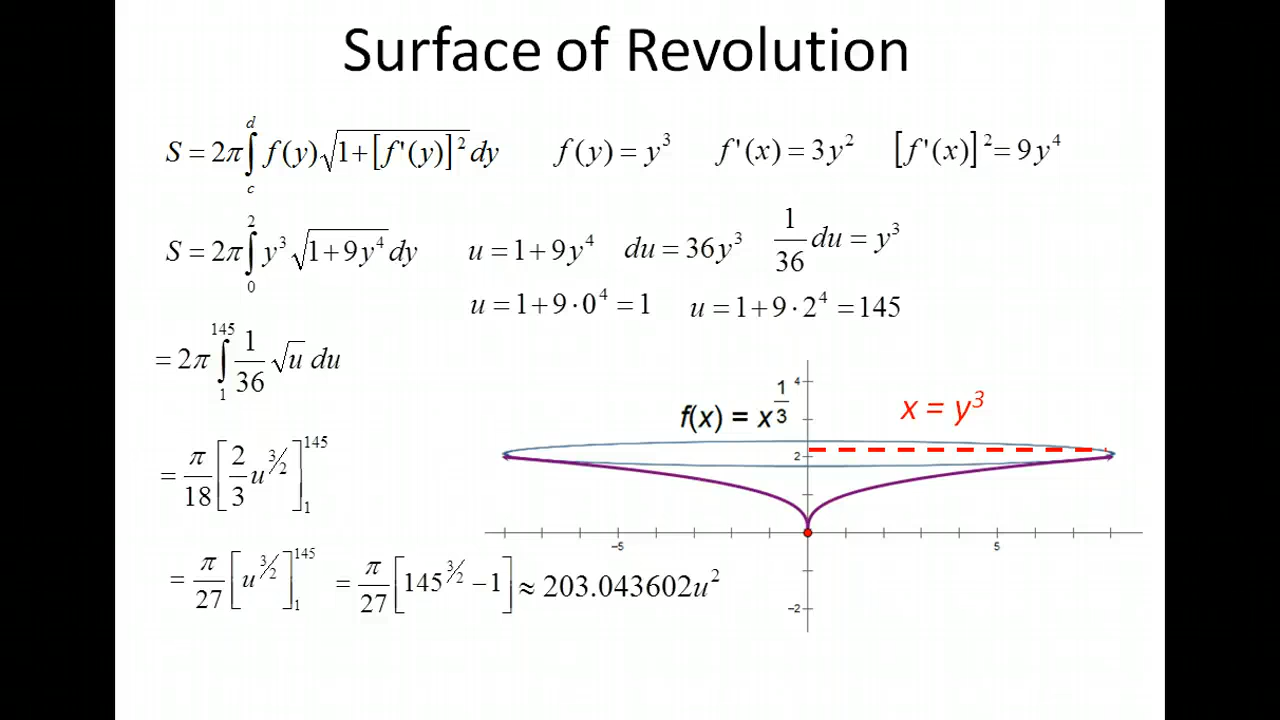 Surface of Revolution
S = 2π ∫_c^d f(y)√(1+[f'(y)]²) dy    f(y) = y³    f'(x) = 3y²    [f'(x)]² = 9y⁴
S = 2π ∫_0^2 y³ √(1+9y⁴) dy    u = 1+9y⁴    du = 36y³    1/36 du = y³
u = 1+9·0⁴ = 1    u = 1+9·2⁴ = 145
= 2π ∫_1^145 1/36 √u du
f(x) = x^(1/3)    x = y³
= π/18 [2/3 u^(3/2)]_1^145
= π/27 [u^(3/2)]_1^145    = π/27 [145^(3/2) − 1] ≈ 203.043602u²
4
2
-5    5
-2